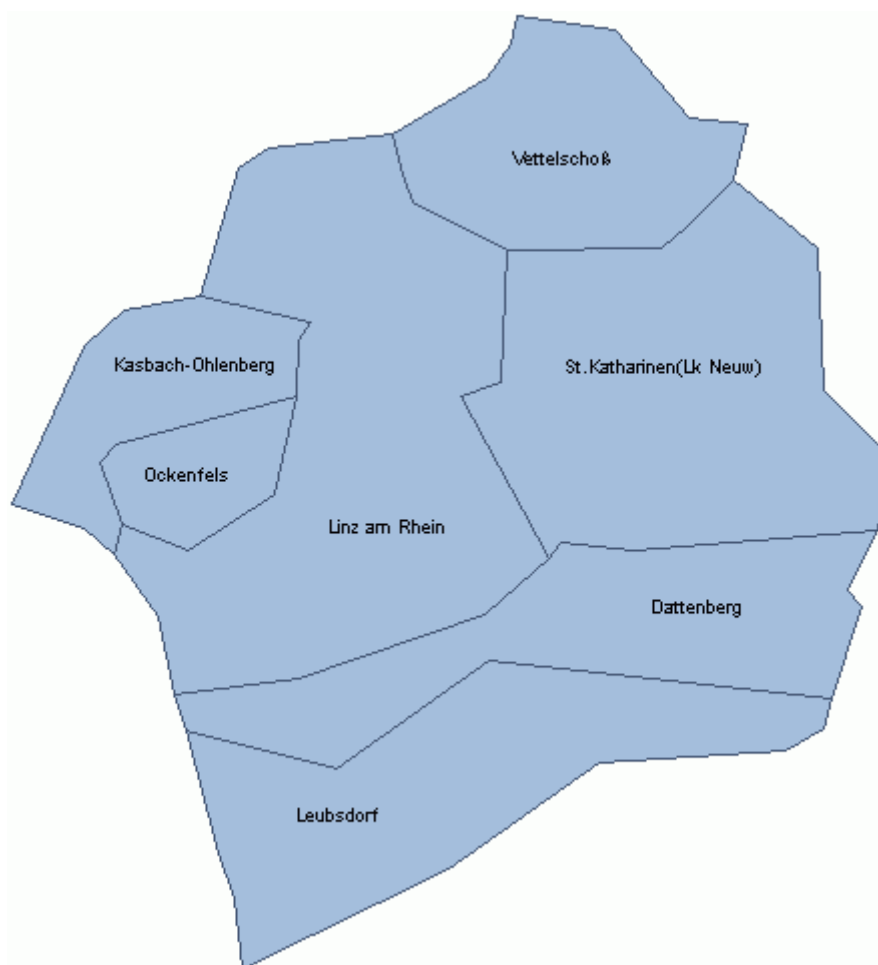 Vettelschoß
Kasbach-Ohlenberg
St.Katharinen(Lk Neuw)
Ockenfels
Linz am Rhein
Dattenberg
Leubsdorf